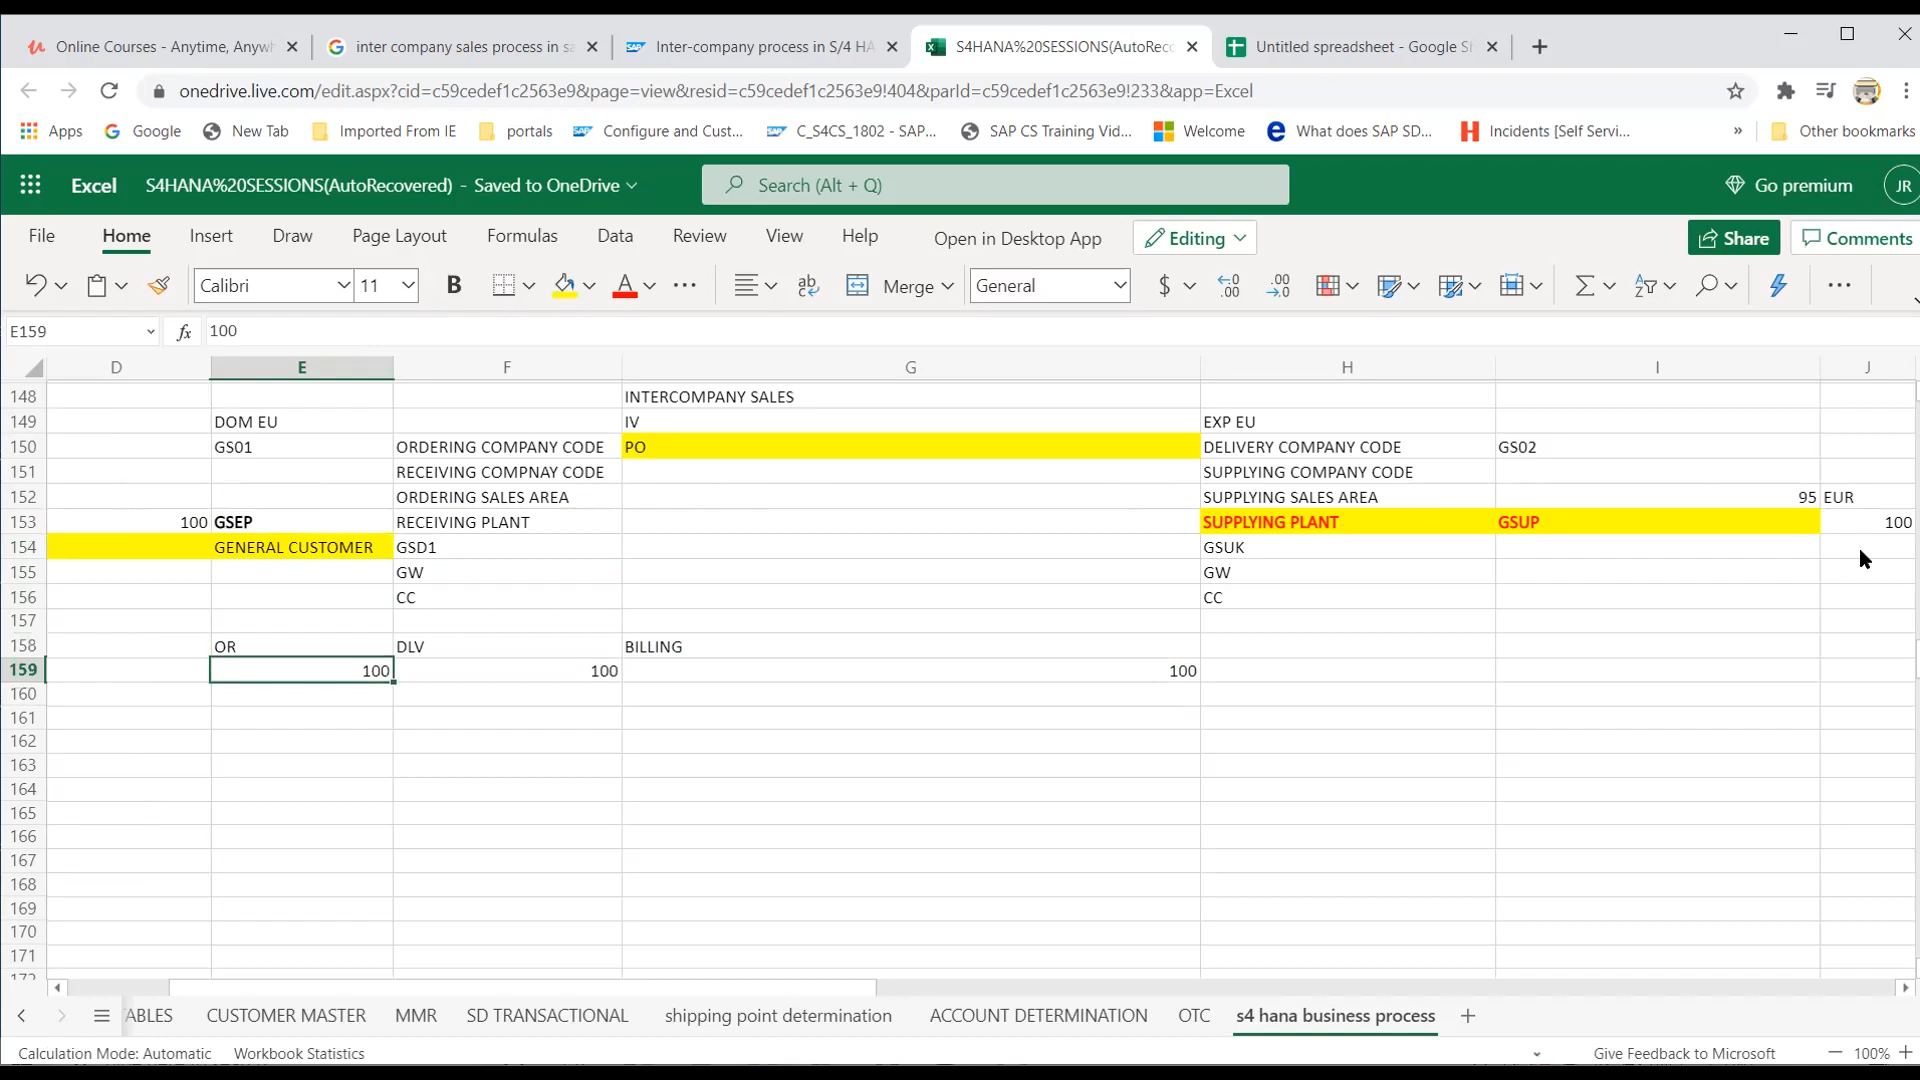 Online Courses - Anytime, Anywh
inter company sales process in sa
Inter-company process in S/4 HA
S4HANA%20SESSIONS(AutoReco
Untitled spreadsheet - Google Sh
onedrive.live.com/edit.aspx?cid=c59cedef1c2563e9&page=view&resid=c59cedef1c2563e9!404&parId=c59cedef1c2563e9!233&app=Excel
Apps Google New Tab Imported From IE portals Configure and Cust... C_S4CS_1802 - SAP... SAP CS Training Vid... Welcome What does SAP SD... Incidents [Self Servi... » Other bookmarks
Excel S4HANA%20SESSIONS(AutoRecovered) - Saved to OneDrive Search (Alt + Q) Go premium JR
File Home Insert Draw Page Layout Formulas Data Review View Help Open in Desktop App Editing Share Comments
Calibri 11 B A ab Merge General $ .00 .00
E159 fx 100
D E F G H I J
148 INTERCOMPANY SALES
149 DOM EU IV EXP EU
150 GS01 ORDERING COMPANY CODE PO DELIVERY COMPANY CODE GS02
151 RECEIVING COMPNAY CODE SUPPLYING COMPANY CODE
152 ORDERING SALES AREA SUPPLYING SALES AREA 95 EUR
153 100 GSEP RECEIVING PLANT SUPPLYING PLANT GSUP 100
154 GENERAL CUSTOMER GSD1 GSUK
155 GW GW
156 CC CC
157
158 OR DLV BILLING
159 100 100 100
160
161
162
163
164
165
166
167
168
169
170
171
172
ABLES CUSTOMER MASTER MMR SD TRANSACTIONAL shipping point determination ACCOUNT DETERMINATION OTC s4 hana business process
Calculation Mode: Automatic Workbook Statistics Give Feedback to Microsoft 100%